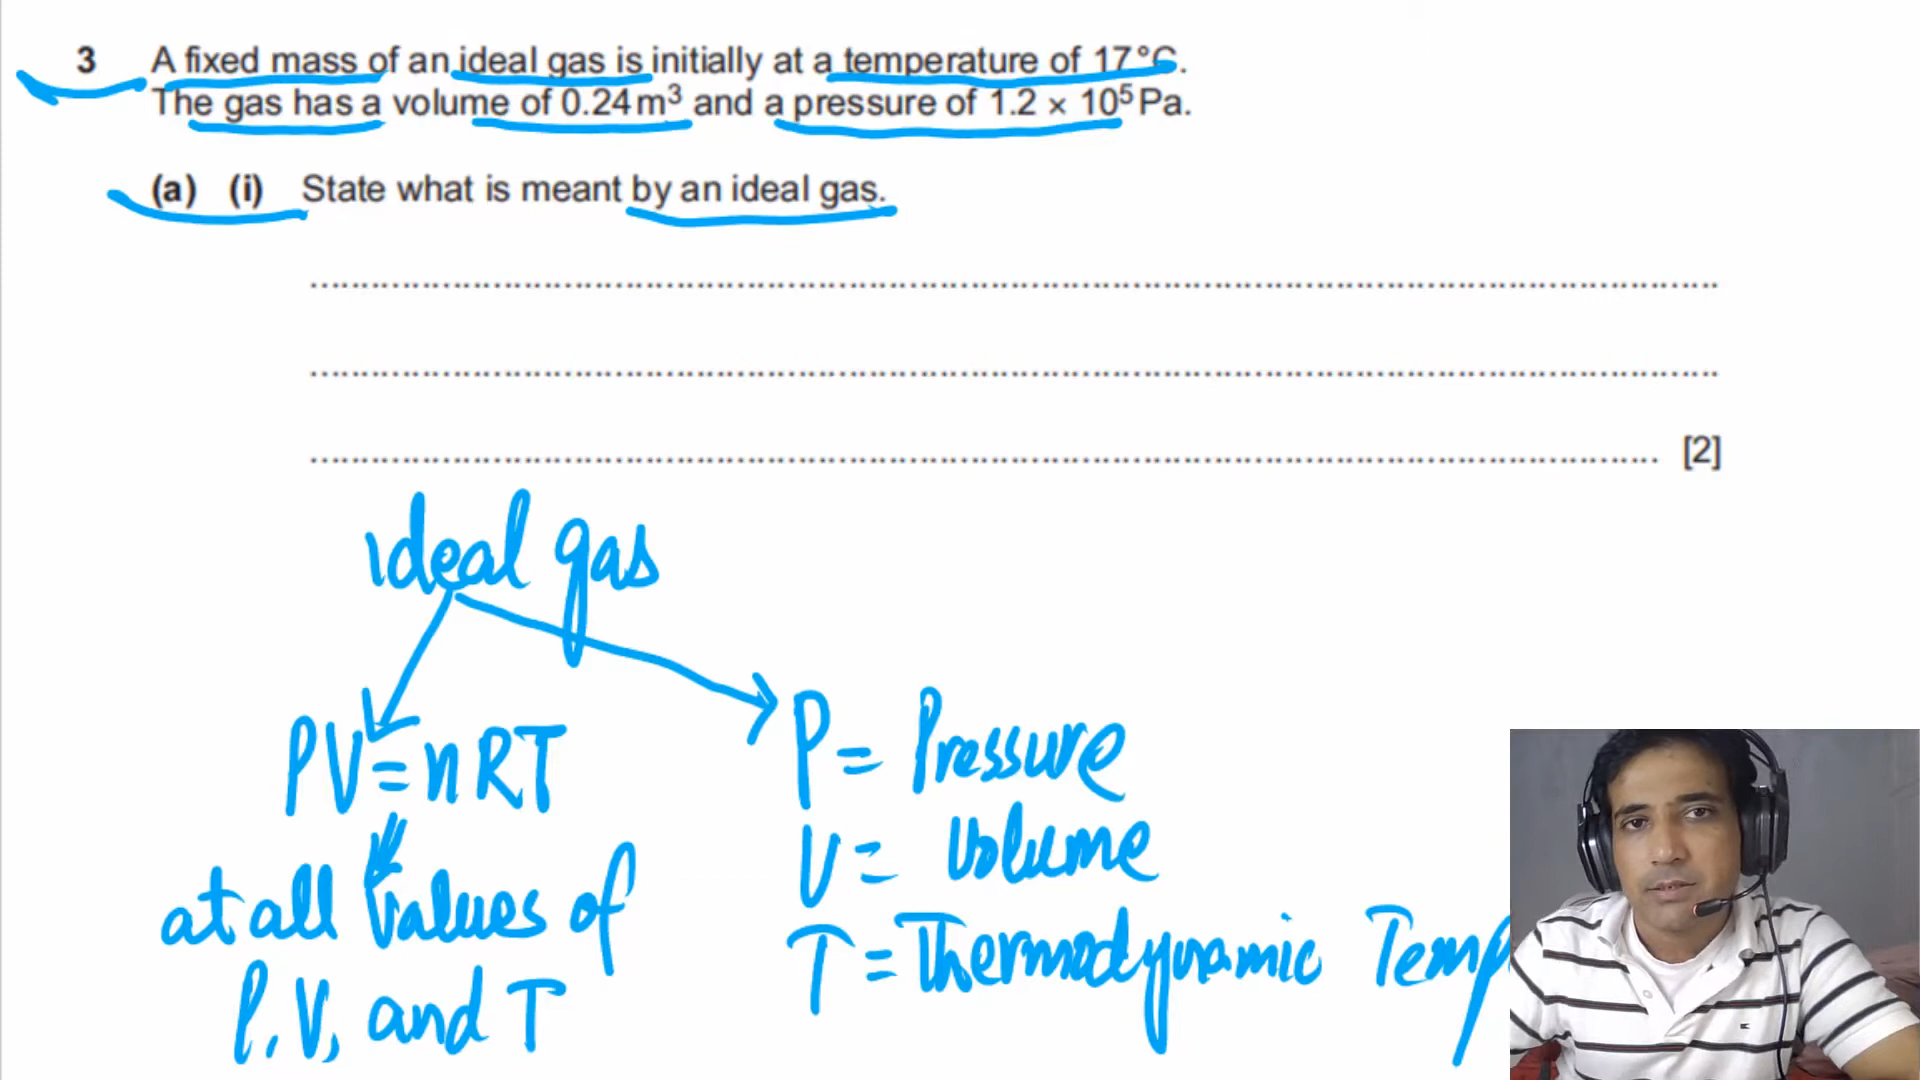 3 A fixed mass of an ideal gas is initially at a temperature of 17°C.
The gas has a volume of 0.24 m³ and a pressure of 1.2 × 10⁵ Pa.
(a) (i) State what is meant by an ideal gas.
[2]
ideal gas
PV = nRT
at all values of
P, V, and T
P = Pressure
V = Volume
T = Thermodynamic Temp